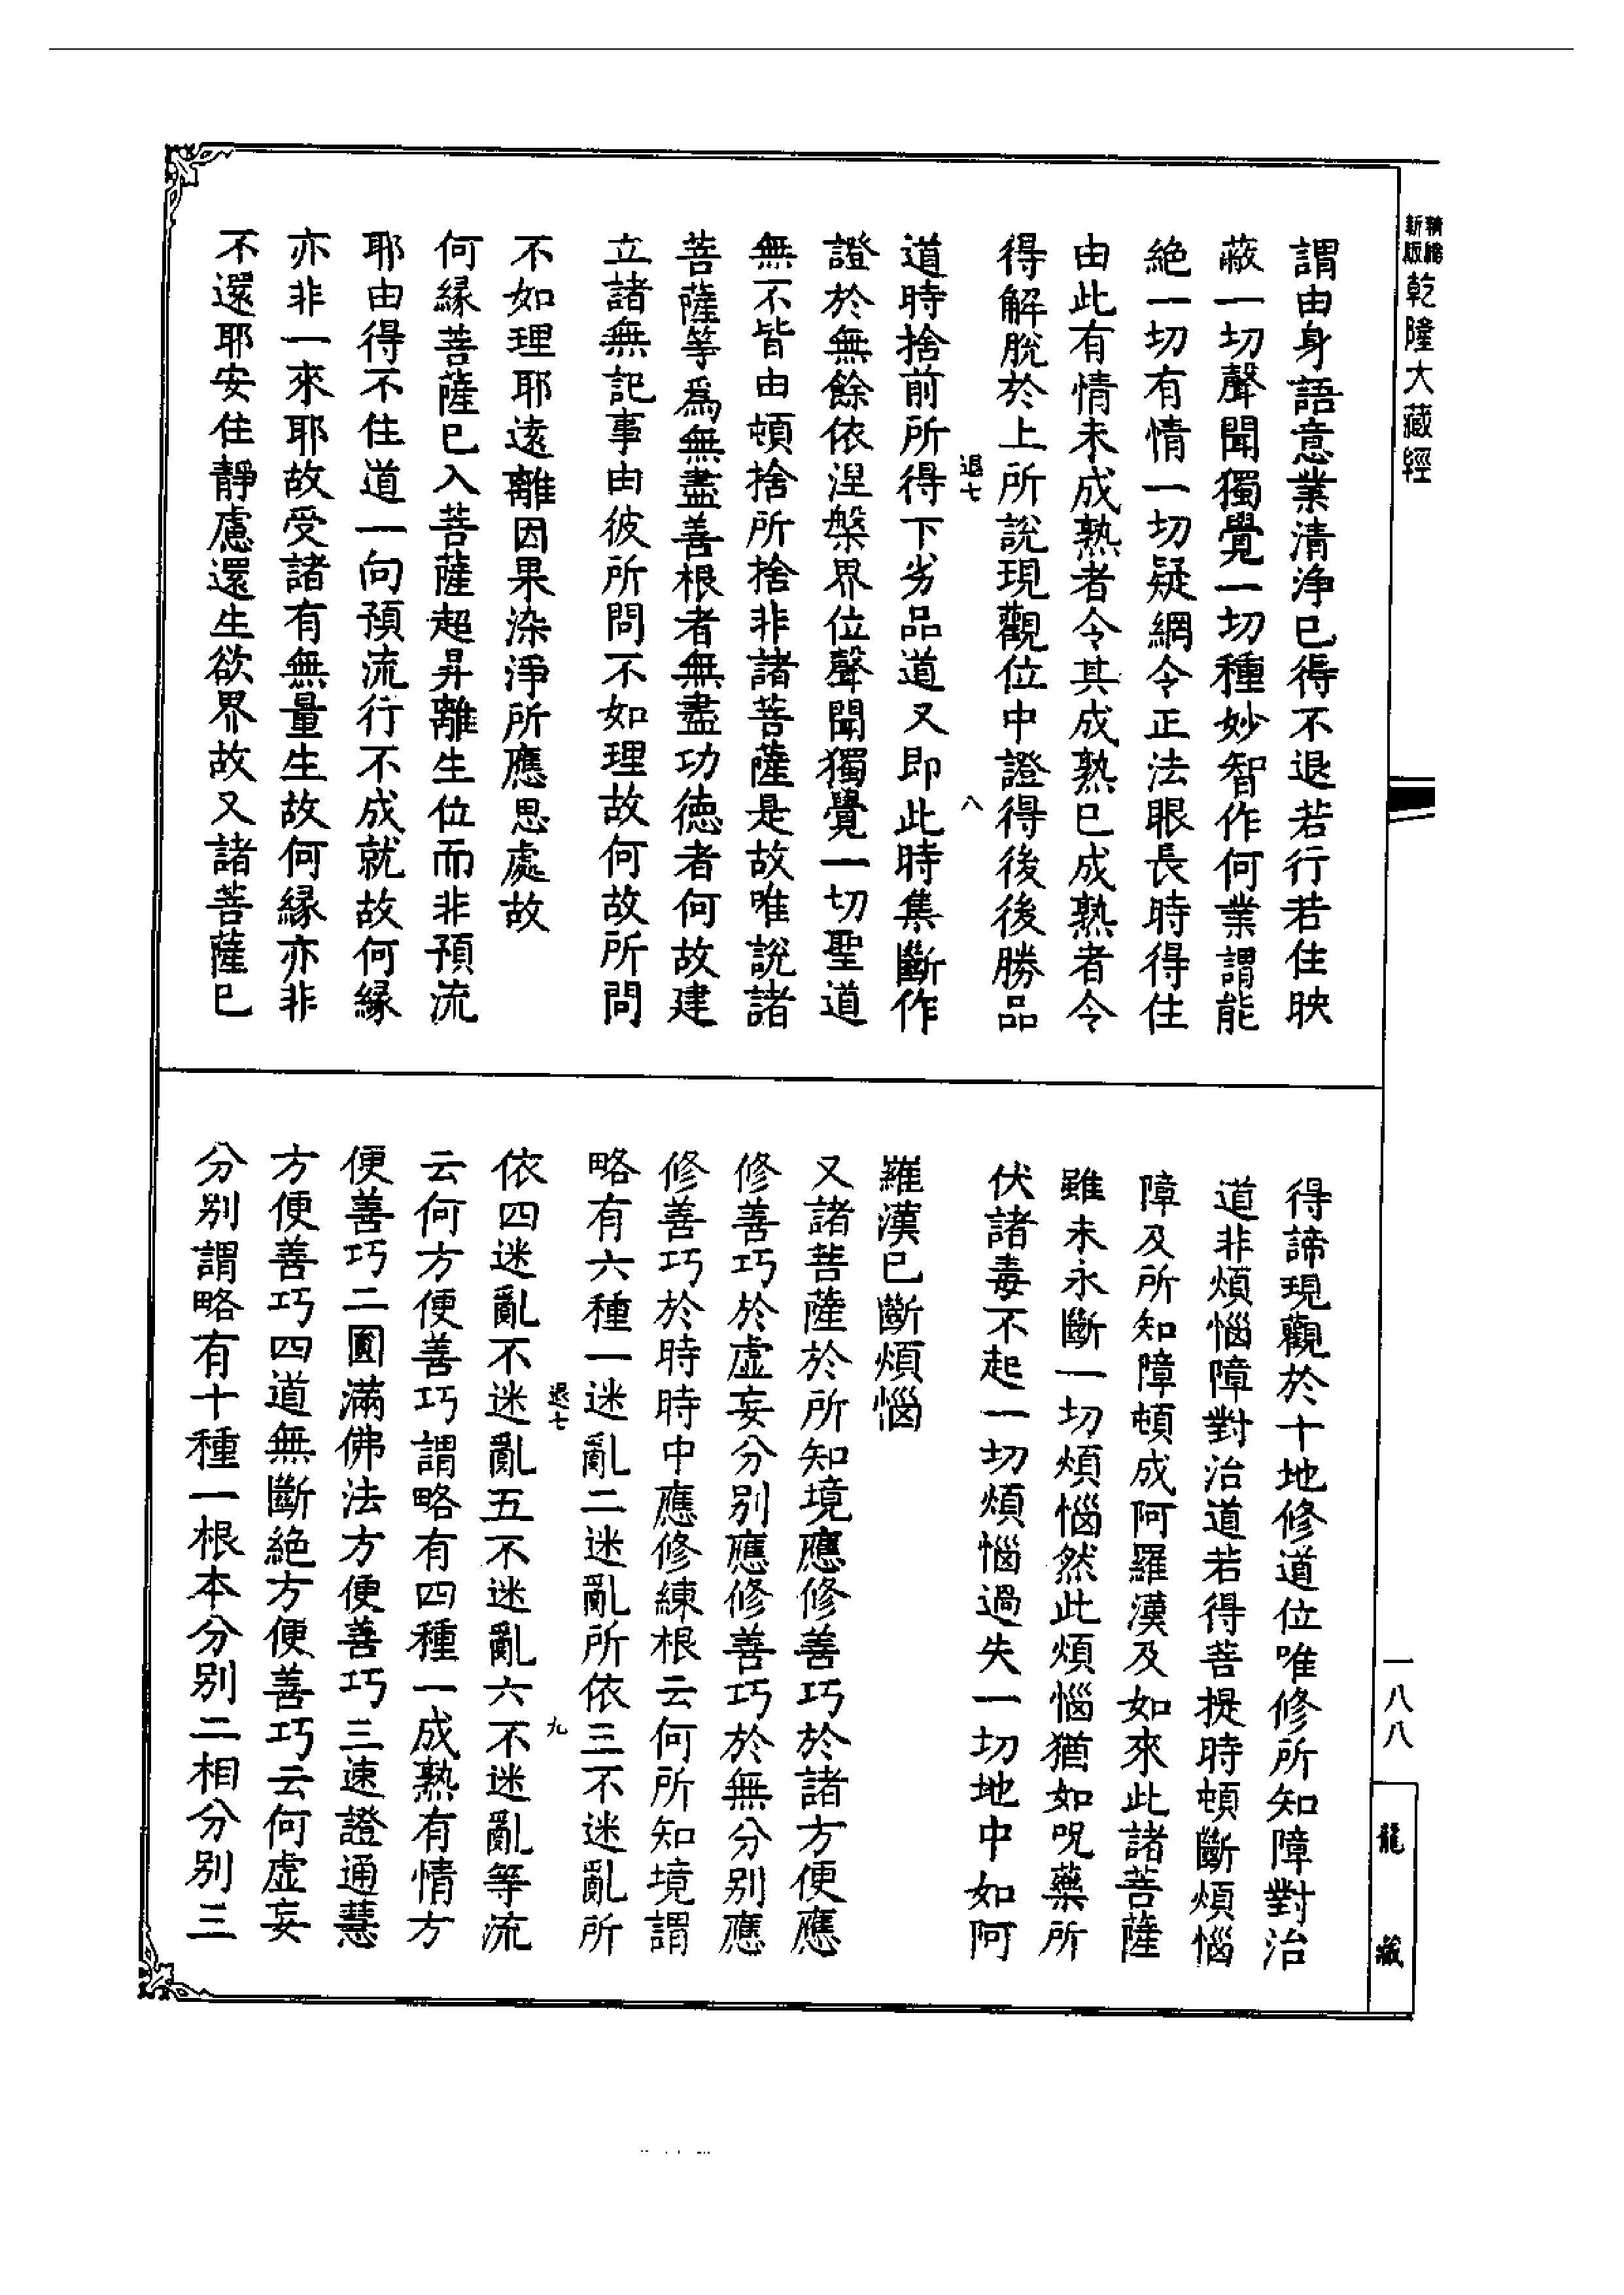 精縮
新版
乾隆大藏經
謂由身語意業清淨已得不退若行若住映
蔽一切聲聞獨覺一切種妙智作何業謂能
絶一切有情一切疑網令正法眼長時得住
由此有情未成熟者令其成熟已成熟者令
得解脫於上所說現觀位中證得後後勝品
退七
八
道時捨前所得下劣品道又即此時集斷作
證於無餘依涅槃界位聲聞獨覺一切聖道
無不皆由頓捨所捨非諸菩薩是故唯說諸
菩薩等爲無盡善根者無盡功德者何故建
立諸無記事由彼所問不如理故何故所問
不如理耶遠離因果染淨所應思處故
何緣菩薩已入菩薩超昇離生位而非預流
耶由得不住道一向預流行不成就故何緣
亦非一來耶故受諸有無量生故何緣亦非
不還耶安住靜慮還生欲界故又諸菩薩已
得諦現觀於十地修道位唯修所知障對治
道非煩惱障對治道若得菩提時頓斷煩惱
障及所知障頓成阿羅漢及如來此諸菩薩
雖未永斷一切煩惱然此煩惱猶如呪藥所
伏諸毒不起一切煩惱過失一切地中如阿
羅漢已斷煩惱
又諸菩薩於所知境應修善巧於諸方便應
修善巧於虛妄分別應修善巧於無分別應
修善巧於時時中應修練根云何所知境謂
略有六種一迷亂二迷亂所依三不迷亂所
退七
九
依四迷亂不迷亂五不迷亂六不迷亂等流
云何方便善巧謂略有四種一成熟有情方
便善巧二圓滿佛法方便善巧三速證通慧
方便善巧四道無斷絕方便善巧云何虛妄
分別謂略有十種一根本分別二相分別三
一八八
龍藏